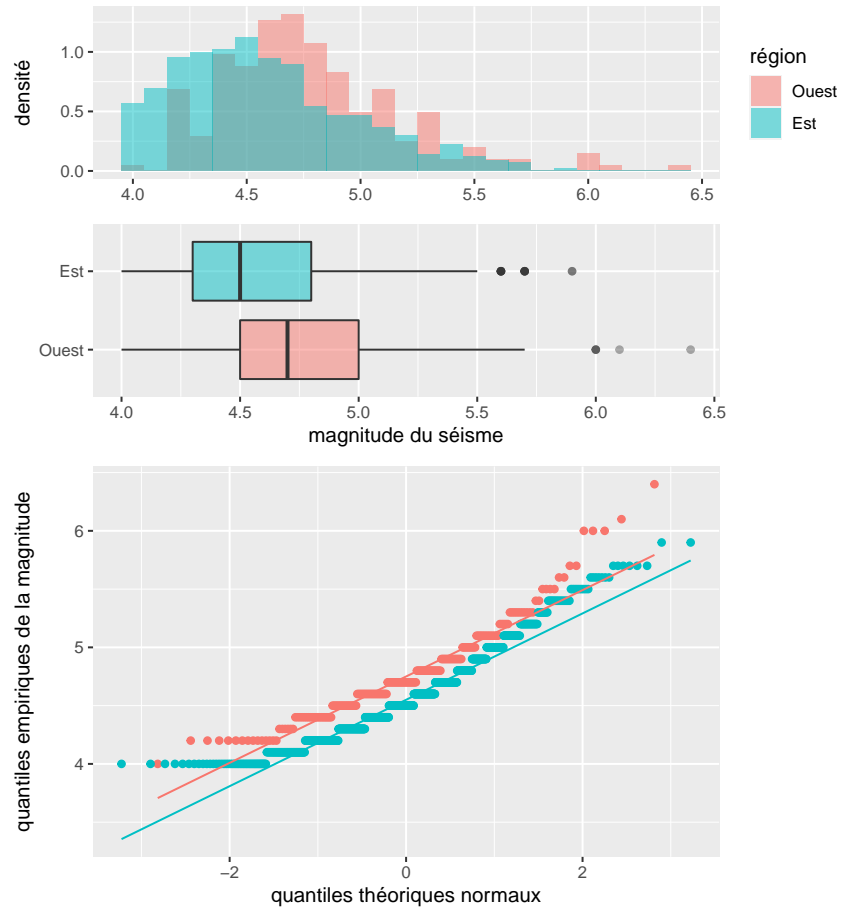 densité
1.0
0.5
0.0
4.0 4.5 5.0 5.5 6.0 6.5
région
Ouest
Est
Est
Ouest
4.0 4.5 5.0 5.5 6.0 6.5
magnitude du séisme
quantiles empiriques de la magnitude
6
5
4
−2 0 2
quantiles théoriques normaux